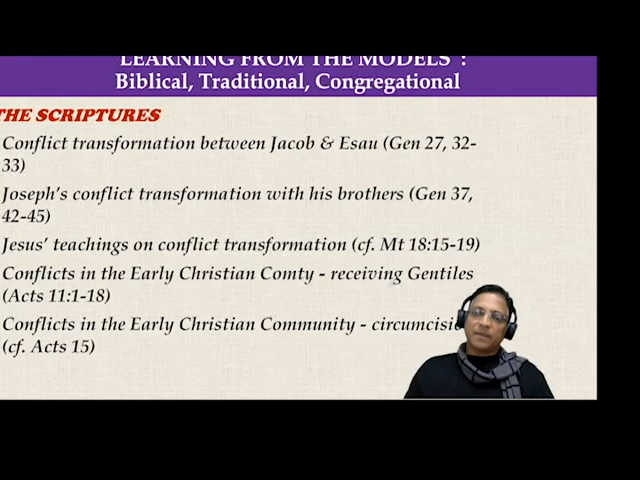 LEARNING FROM THE MODELS :
Biblical, Traditional, Congregational
THE SCRIPTURES
Conflict transformation between Jacob & Esau (Gen 27, 32-
33)
Joseph's conflict transformation with his brothers (Gen 37,
42-45)
Jesus' teachings on conflict transformation (cf. Mt 18:15-19)
Conflicts in the Early Christian Comty - receiving Gentiles
(Acts 11:1-18)
Conflicts in the Early Christian Community - circumcisi
(cf. Acts 15)